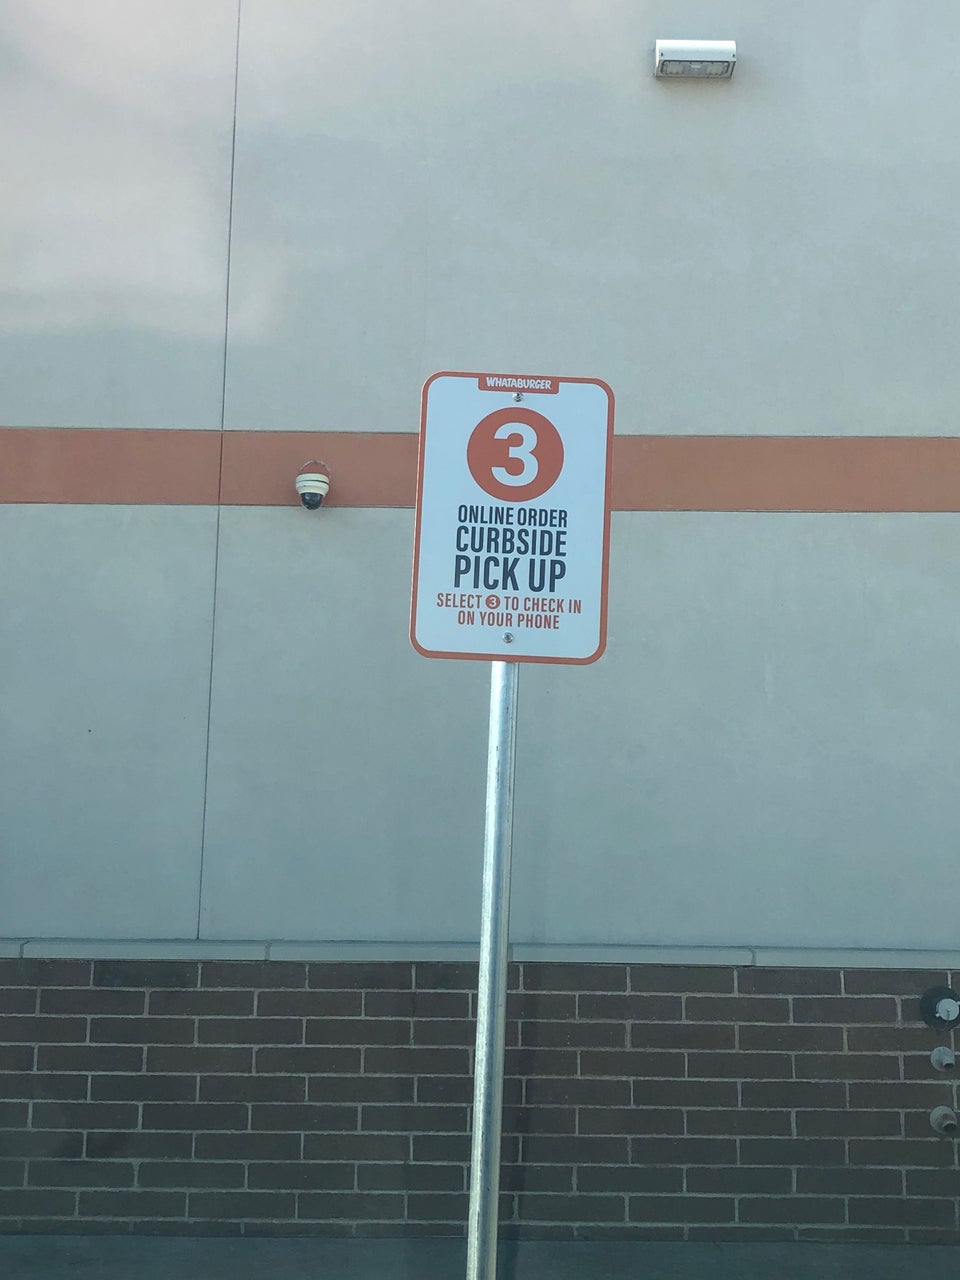 WHATABURGER
3
ONLINE ORDER
CURBSIDE
PICK UP
SELECT 3 TO CHECK IN
ON YOUR PHONE